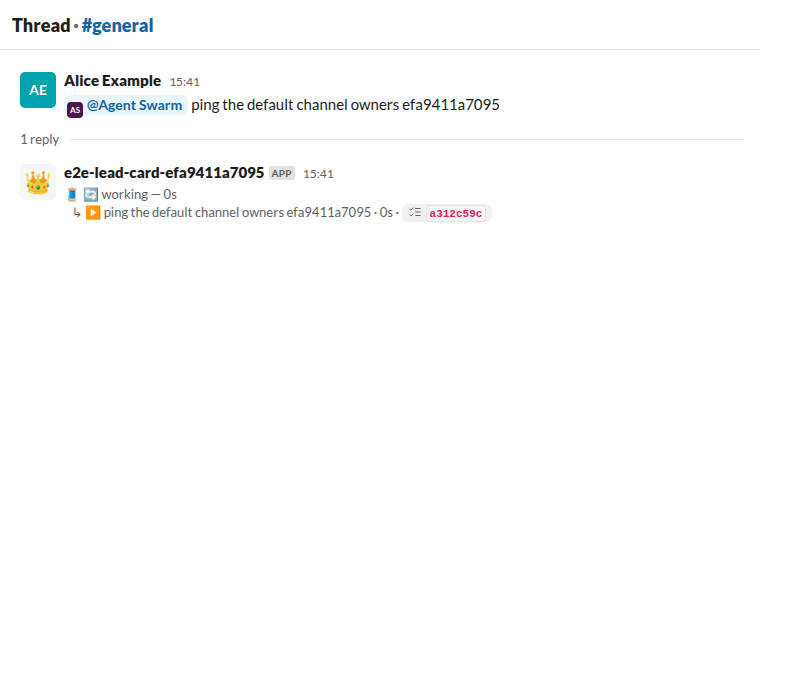 Thread • #general
AE
Alice Example 15:41
AS @Agent Swarm ping the default channel owners efa9411a7095
1 reply
e2e-lead-card-efa9411a7095 APP 15:41
🧵 🔄 working — 0s
↳ ▶️ ping the default channel owners efa9411a7095 · 0s · a312c59c